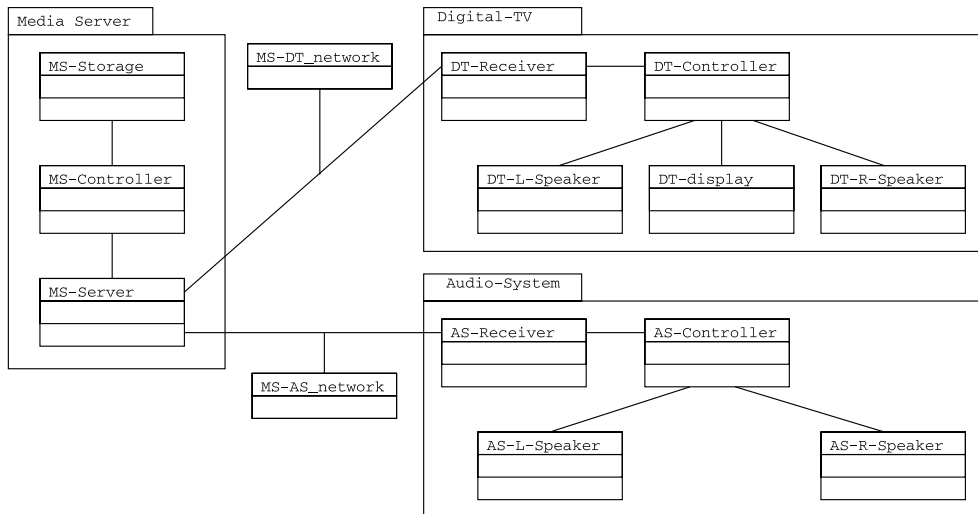 Media Server
MS-Storage
MS-Controller
MS-Server
MS-DT_network
MS-AS_network
Digital-TV
DT-Receiver
DT-Controller
DT-L-Speaker
DT-display
DT-R-Speaker
Audio-System
AS-Receiver
AS-Controller
AS-L-Speaker
AS-R-Speaker